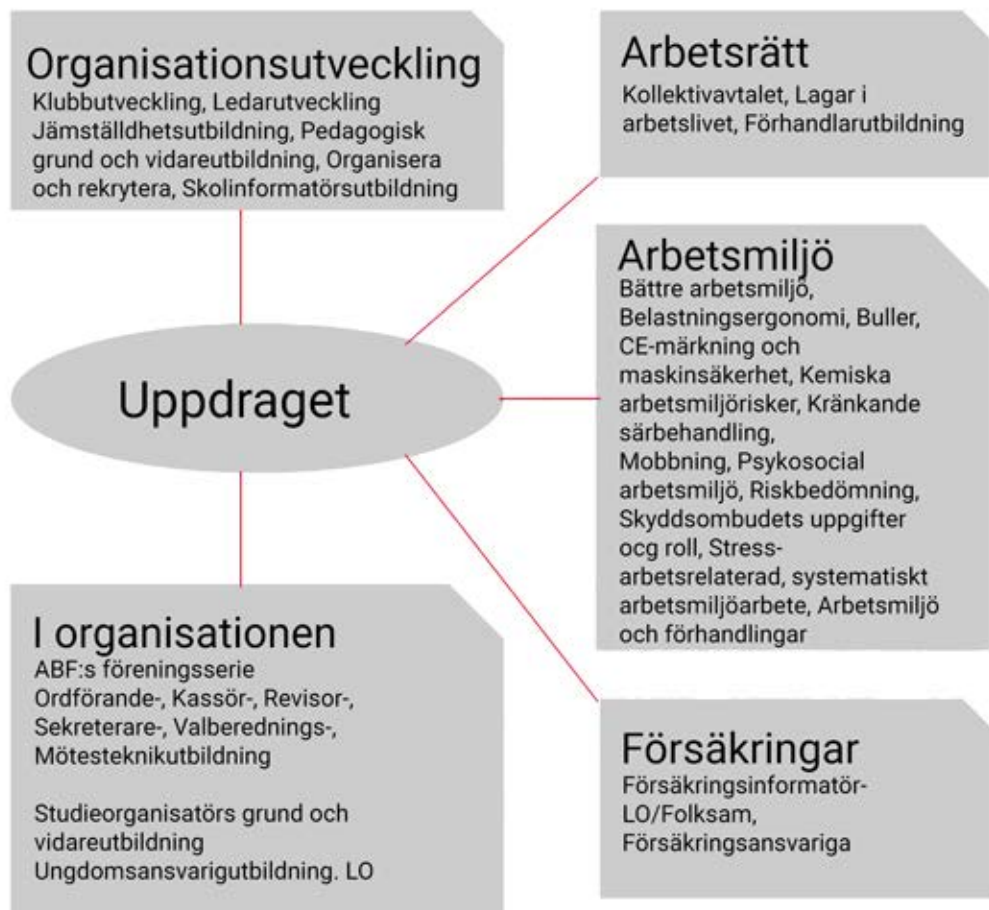 Organisationsutveckling
Klubbutveckling, Ledarutveckling
Jämställdhetsutbildning, Pedagogisk
grund och vidareutbildning, Organisera
och rekrytera, Skolinformatörsutbildning
Arbetsrätt
Kollektivavtalet, Lagar i
arbetslivet, Förhandlarutbildning
Uppdraget
Arbetsmiljö
Bättre arbetsmiljö,
Belastningsergonomi, Buller,
CE-märkning och
maskinsäkerhet, Kemiska
arbetsmiljörisker, Kränkande
särbehandling,
Mobbning, Psykosocial
arbetsmiljö, Riskbedömning,
Skyddsombudets uppgifter
ocg roll, Stress-
arbetsrelaterad, systematiskt
arbetsmiljöarbete, Arbetsmiljö
och förhandlingar
I organisationen
ABF:s föreningsserie
Ordförande-, Kassör-, Revisor-,
Sekreterare-, Valberednings-,
Mötesteknikutbildning
Studieorganisatörs grund och
vidareutbildning
Ungdomsansvarigutbildning. LO
Försäkringar
Försäkringsinformatör-
LO/Folksam,
Försäkringsansvariga